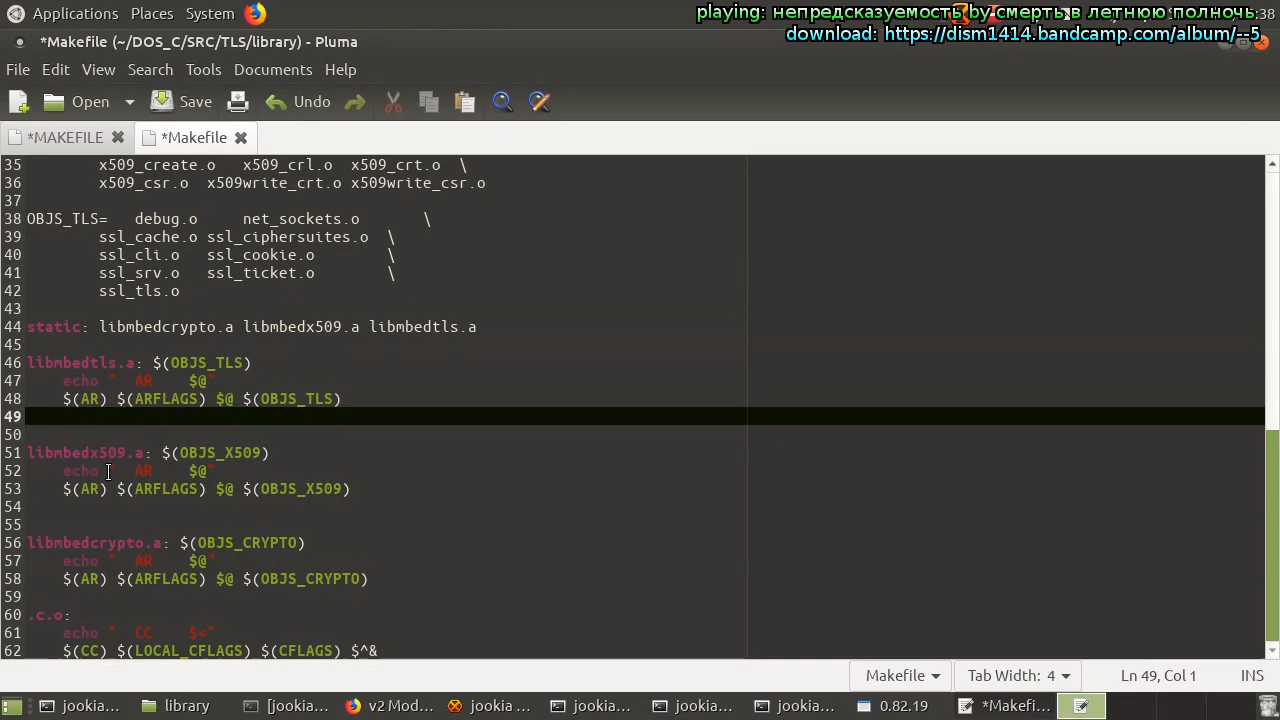 Applications Places System
playing: непредсказуемость by смерть в летнюю полночь
:38
download: https://dism1414.bandcamp.com/album/--5
*Makefile (~/DOS_C/SRC/TLS/library) - Pluma
File Edit View Search Tools Documents Help
Open Save Undo
*MAKEFILE *Makefile
35 x509_create.o x509_crl.o x509_crt.o \
36 x509_csr.o x509write_crt.o x509write_csr.o
37
38 OBJS_TLS= debug.o net_sockets.o \
39 ssl_cache.o ssl_ciphersuites.o \
40 ssl_cli.o ssl_cookie.o \
41 ssl_srv.o ssl_ticket.o \
42 ssl_tls.o
43
44 static: libmbedcrypto.a libmbedx509.a libmbedtls.a
45
46 libmbedtls.a: $(OBJS_TLS)
47 echo " AR $@"
48 $(AR) $(ARFLAGS) $@ $(OBJS_TLS)
49
50
51 libmbedx509.a: $(OBJS_X509)
52 echo " AR $@"
53 $(AR) $(ARFLAGS) $@ $(OBJS_X509)
54
55
56 libmbedcrypto.a: $(OBJS_CRYPTO)
57 echo " AR $@"
58 $(AR) $(ARFLAGS) $@ $(OBJS_CRYPTO)
59
60 .c.o:
61 echo " CC $<"
62 $(CC) $(LOCAL_CFLAGS) $(CFLAGS) $^&
Makefile Tab Width: 4 Ln 49, Col 1 INS
jookia... library [jookia... v2 Mod... jookia ... jookia... jookia... jookia... 0.82.19 *Makefi...